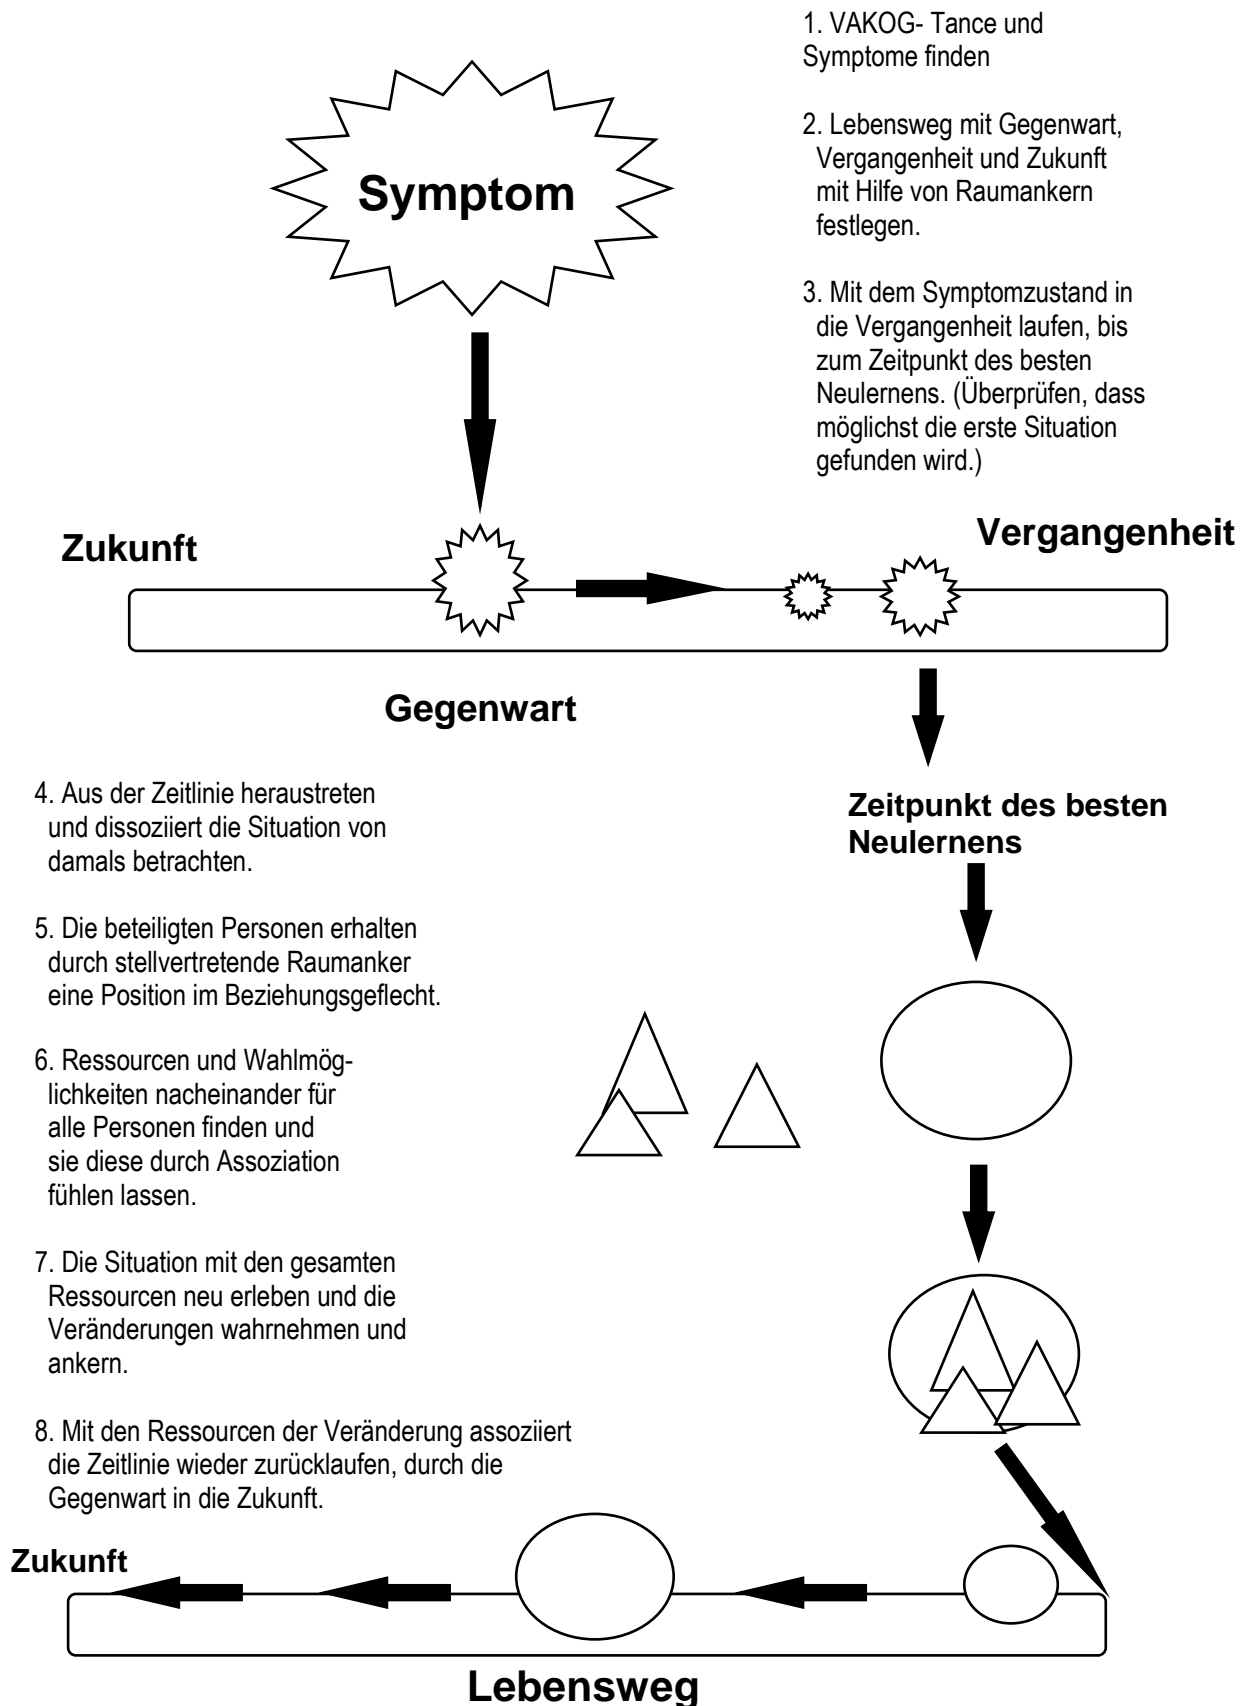 1. VAKOG- Tance und
Symptome finden
Symptom
2. Lebensweg mit Gegenwart,
Vergangenheit und Zukunft
mit Hilfe von Raumankern
festlegen.
3. Mit dem Symptomzustand in
die Vergangenheit laufen, bis
zum Zeitpunkt des besten
Neulernens. (Überprüfen, dass
möglichst die erste Situation
gefunden wird.)
Zukunft
Vergangenheit
Gegenwart
4. Aus der Zeitlinie heraustreten
und dissoziiert die Situation von
damals betrachten.
Zeitpunkt des besten
Neulernens
5. Die beteiligten Personen erhalten
durch stellvertretende Raumanker
eine Position im Beziehungsgeflecht.
6. Ressourcen und Wahlmög-
lichkeiten nacheinander für
alle Personen finden und
sie diese durch Assoziation
fühlen lassen.
7. Die Situation mit den gesamten
Ressourcen neu erleben und die
Veränderungen wahrnehmen und
ankern.
8. Mit den Ressourcen der Veränderung assoziiert
die Zeitlinie wieder zurücklaufen, durch die
Gegenwart in die Zukunft.
Zukunft
Lebensweg